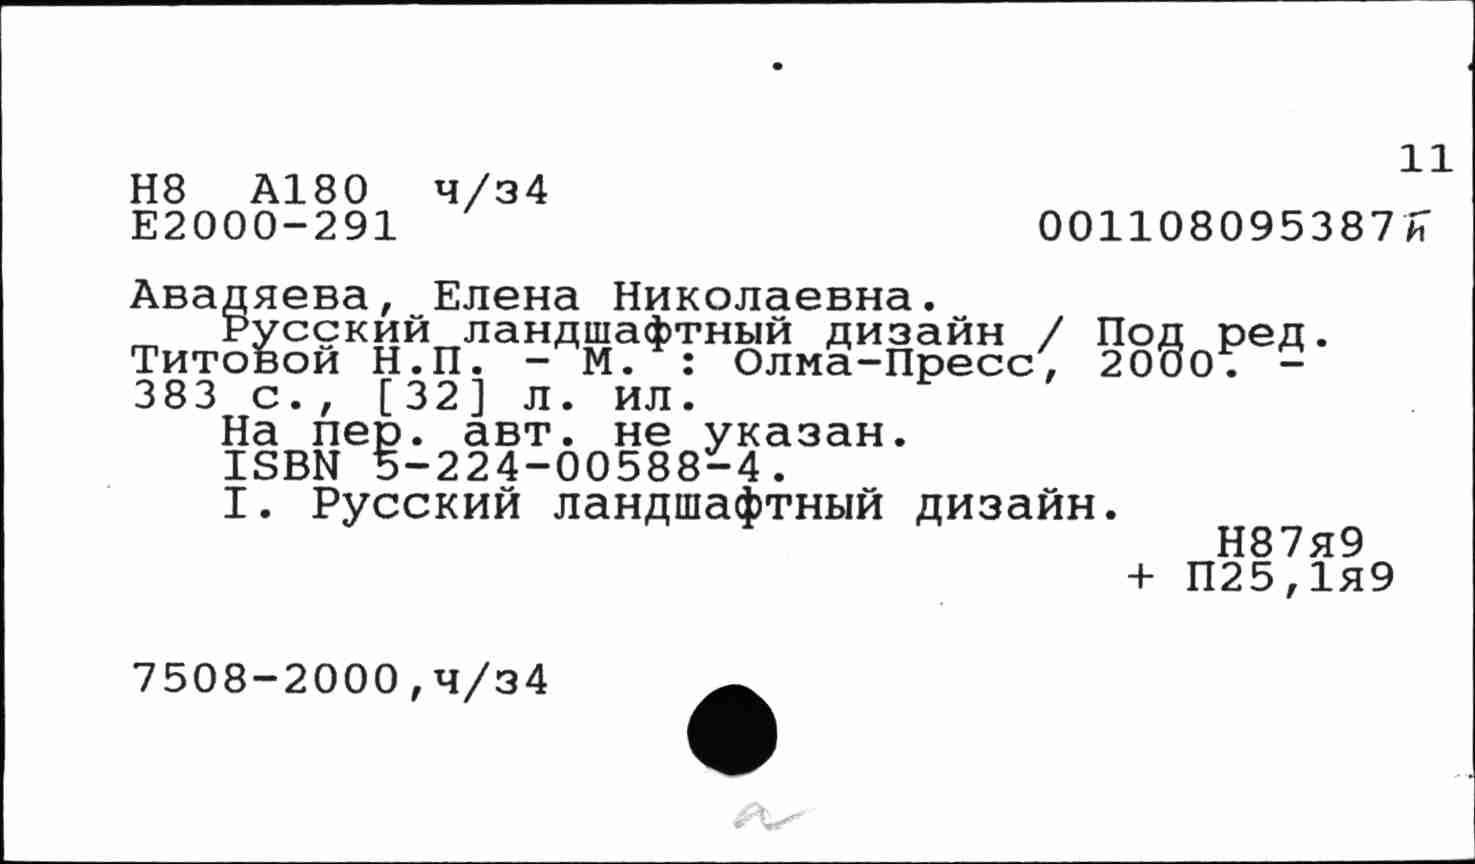 11
Н8 А180 ч/з4
Е2000-291 001108095387й
Авадяева, Елена Николаевна.
Русский ландшафтный дизайн / Под ред.
Титовой Н.П. - М. : Олма-Пресс, 2000. -
383 с., [32] л. ил.
На пер. авт. не указан.
ISBN 5-224-00588-4.
I. Русский ландшафтный дизайн.
Н87я9
+ П25,1я9
7508-2000,ч/з4